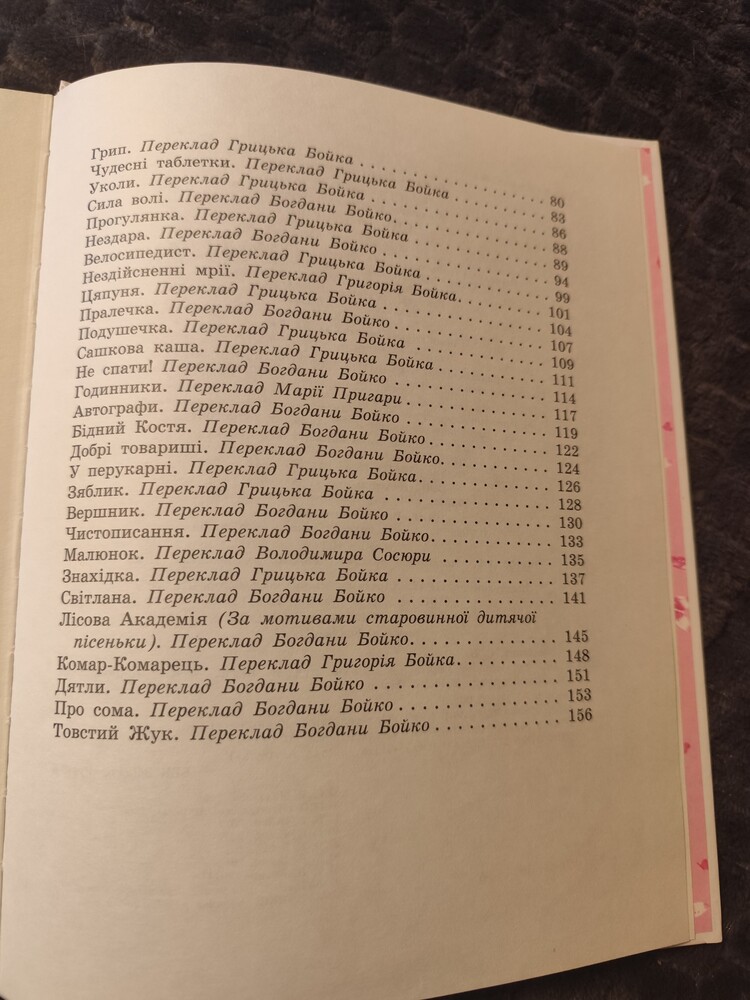 Грип. Переклад Грицька Бойка . . . . . . . . . . . . . . . . . 80
Чудесні таблетки. Переклад Грицька Бойка . . . . . . . . 83
Уколи. Переклад Грицька Бойка . . . . . . . . . . . . . . . . 86
Сила волі. Переклад Богдани Бойко. . . . . . . . . . . . . 88
Прогулянка. Переклад Грицька Бойка . . . . . . . . . . . . 89
Нездара. Переклад Богдани Бойко . . . . . . . . . . . . . . 94
Велосипедист. Переклад Грицька Бойка . . . . . . . . . . 99
Нездійсненні мрії. Переклад Григорія Бойка. . . . . . . . 101
Цяпуня. Переклад Грицька Бойка . . . . . . . . . . . . . . 104
Пралечка. Переклад Богдани Бойко . . . . . . . . . . . . . 107
Подушечка. Переклад Грицька Бойка . . . . . . . . . . . . 109
Сашкова каша. Переклад Грицька Бойка . . . . . . . . . . 111
Не спати! Переклад Богдани Бойко . . . . . . . . . . . . . 114
Годинники. Переклад Марії Пригари . . . . . . . . . . . . 117
Автографи. Переклад Богдани Бойко . . . . . . . . . . . . 119
Бідний Костя. Переклад Богдани Бойко. . . . . . . . . . . 122
Добрі товариші. Переклад Богдани Бойко. . . . . . . . . . 124
У перукарні. Переклад Грицька Бойка. . . . . . . . . . . . 126
Зяблик. Переклад Грицька Бойка . . . . . . . . . . . . . . 128
Вершник. Переклад Богдани Бойко . . . . . . . . . . . . . 130
Чистописання. Переклад Богдани Бойко. . . . . . . . . . . 133
Малюнок. Переклад Володимира Сосюри . . . . . . . . . . 135
Знахідка. Переклад Грицька Бойка . . . . . . . . . . . . . 137
Світлана. Переклад Богдани Бойко . . . . . . . . . . . . . 141
Лісова Академія (За мотивами старовинної дитячої
пісеньки). Переклад Богдани Бойко. . . . . . . . . . . . . 145
Комар-Комарець. Переклад Григорія Бойка. . . . . . . . . 148
Дятли. Переклад Богдани Бойко . . . . . . . . . . . . . . . 151
Про сома. Переклад Богдани Бойко . . . . . . . . . . . . . 153
Товстий Жук. Переклад Богдани Бойко . . . . . . . . . . . 156